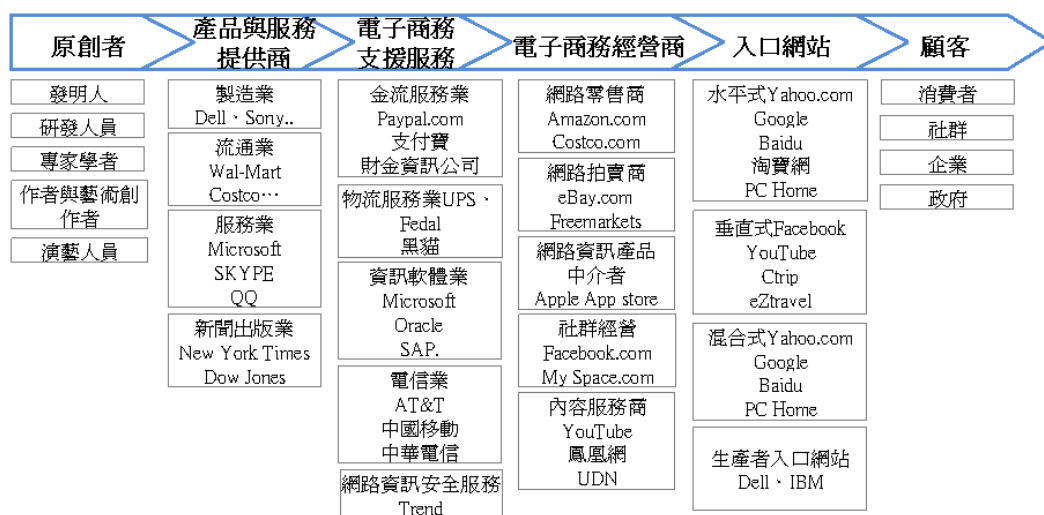 原創者
產品與服務
提供商
電子商務
支援服務
電子商務經營商
入口網站
顧客
發明人
研發人員
專家學者
作者與藝術創
作者
演藝人員
製造業
Dell、Sony..
流通業
Wal-Mart
Costco…
服務業
Microsoft
SKYPE
QQ
新聞出版業
New York Times
Dow Jones
金流服務業
Paypal.com
支付寶
財金資訊公司
物流服務業UPS、
Fedal
黑貓
資訊軟體業
Microsoft
Oracle
SAP.
電信業
AT&T
中國移動
中華電信
網路資訊安全服務
Trend
網路零售商
Amazon.com
Costco.com
網路拍賣商
eBay.com
Freemarkets
網路資訊產品
中介者
Apple App store
社群經營
Facebook.com
My Space.com
內容服務商
YouTube
鳳凰網
UDN
水平式Yahoo.com
Google
Baidu
淘寶網
PC Home
垂直式Facebook
YouTube
Ctrip
eZtravel
混合式Yahoo.com
Google
Baidu
PC Home
生產者入口網站
Dell、IBM
消費者
社群
企業
政府